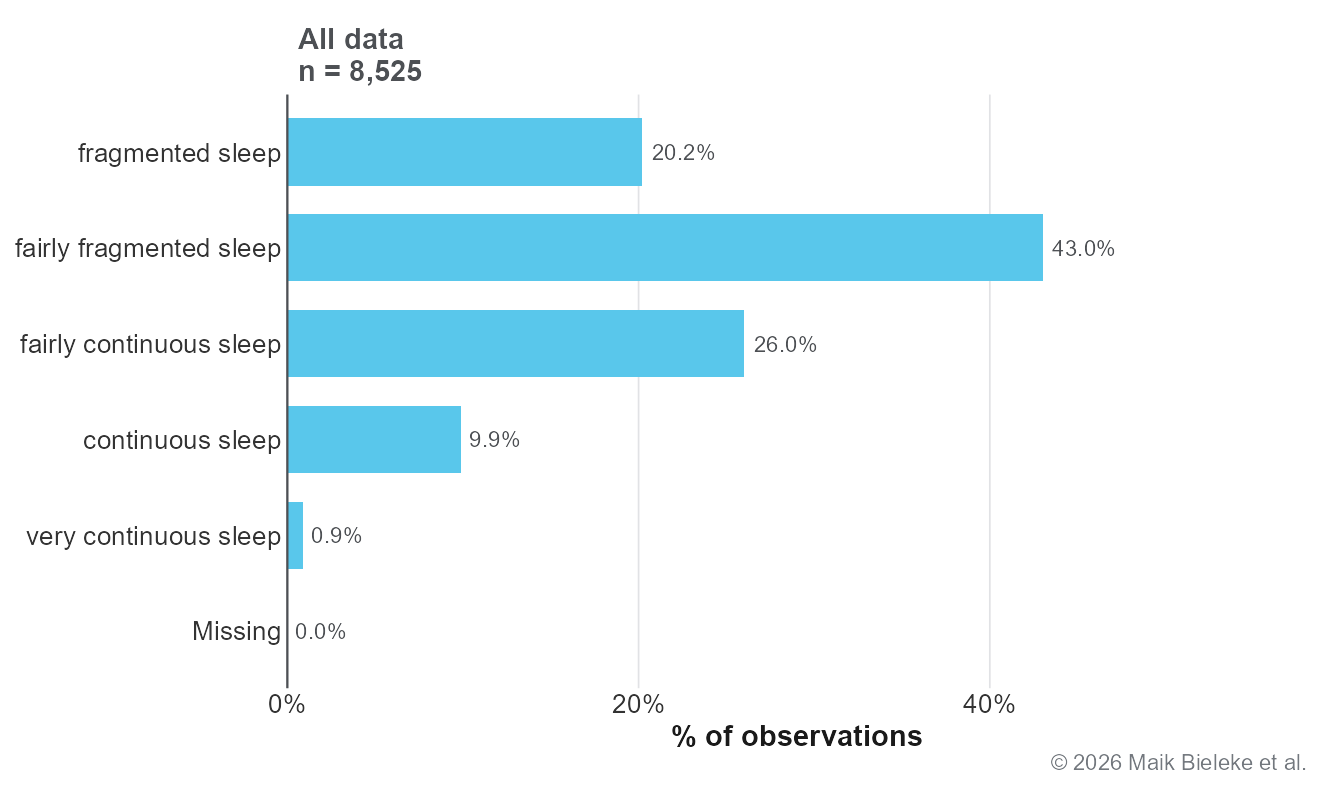 All data
n = 8,525
fragmented sleep 20.2%
fairly fragmented sleep 43.0%
fairly continuous sleep 26.0%
continuous sleep 9.9%
very continuous sleep 0.9%
Missing 0.0%
0% 20% 40%
% of observations
© 2026 Maik Bieleke et al.